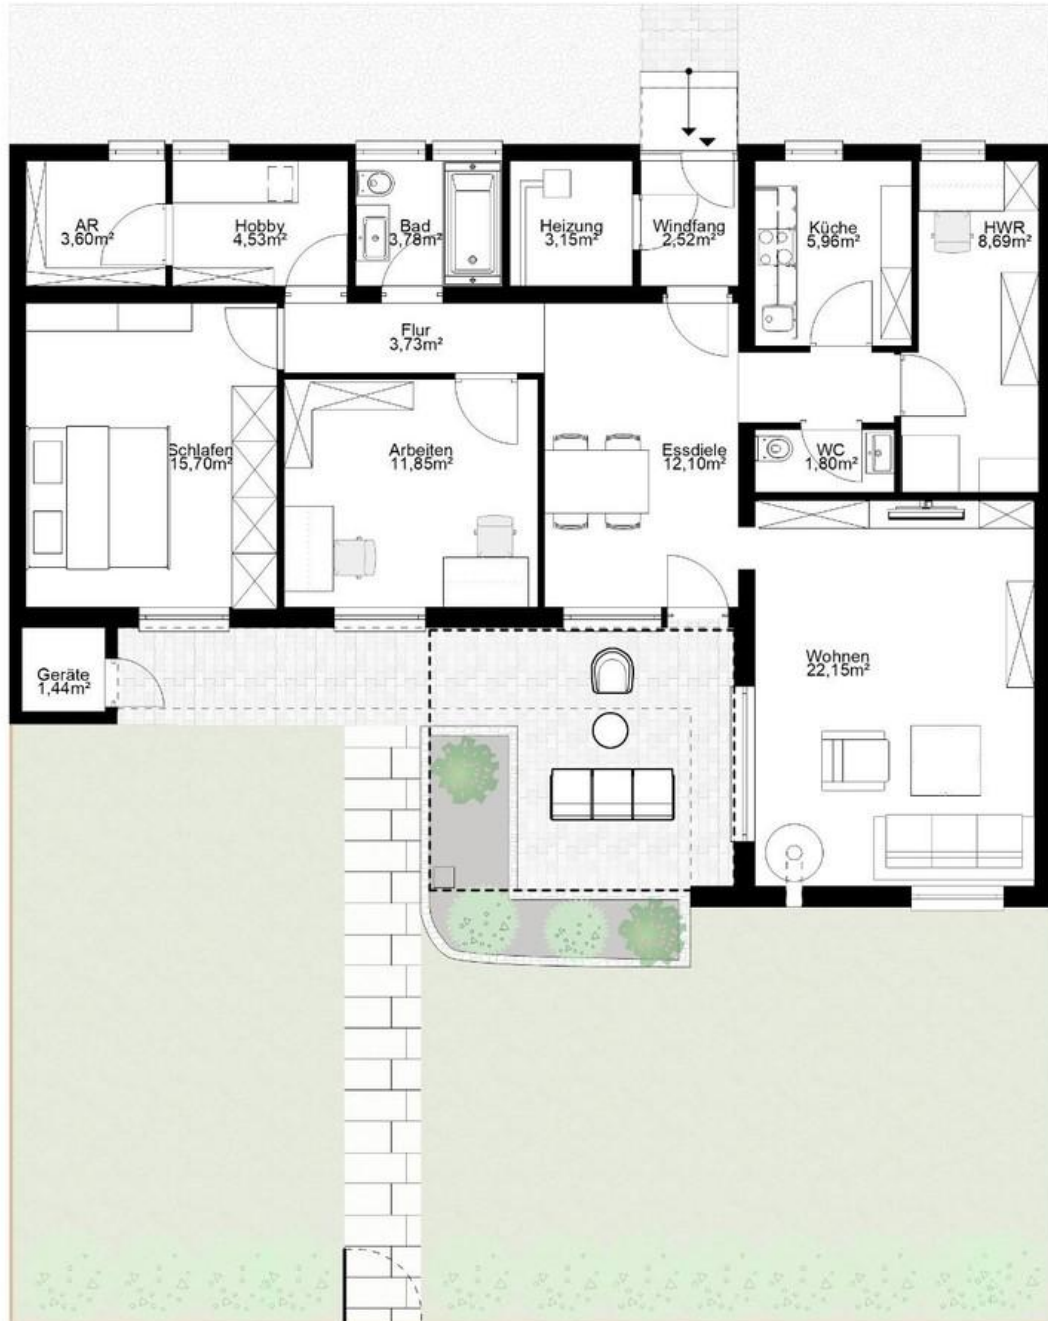 AR
3,60m²
Hobby
4,53m²
Bad
3,78m²
Heizung
3,15m²
Windfang
2,52m²
Küche
5,96m²
HWR
8,69m²
Flur
3,73m²
Schlafen
15,70m²
Arbeiten
11,85m²
Essdiele
12,10m²
WC
1,80m²
Geräte
1,44m²
Wohnen
22,15m²